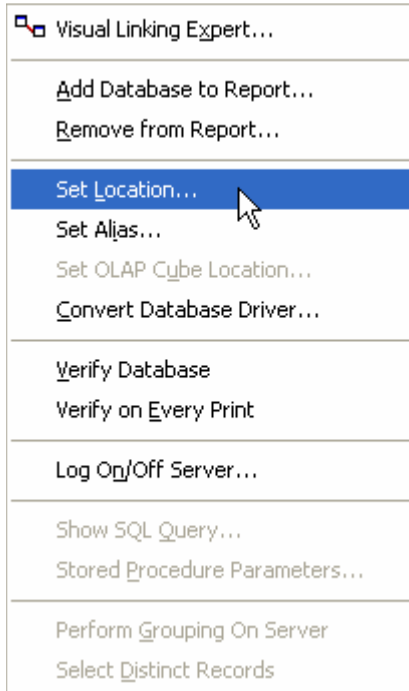 Visual Linking Expert...
Add Database to Report...
Remove from Report...
Set Location...
Set Alias...
Set OLAP Cube Location...
Convert Database Driver...
Verify Database
Verify on Every Print
Log On/Off Server...
Show SQL Query...
Stored Procedure Parameters...
Perform Grouping On Server
Select Distinct Records